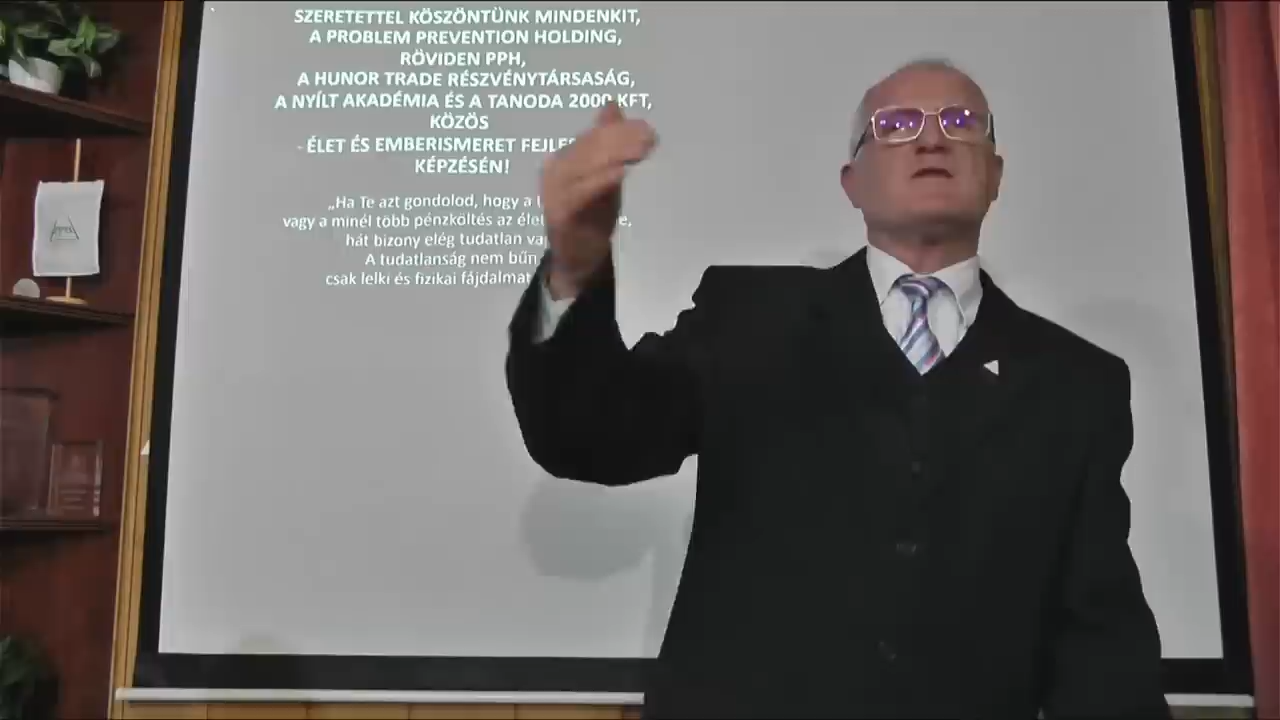 SZERETETTEL KÖSZÖNTÜNK MINDENKIT,
A PROBLEM PREVENTION HOLDING,
RÖVIDEN PPH,
A HUNOR TRADE RÉSZVÉNYTÁRSASÁG,
A NYÍLT AKADÉMIA ÉS A TANODA 2000 KFT,
KÖZÖS
- ÉLET ÉS EMBERISMERET
KÉPZÉSÉN!
„Ha Te azt gondolod, hogy a
vagy a minél több pénzköltés az
hát bizony elég tudatlan
A tudatlanság nem bűn
csak lelki és fizikai fájdalmat